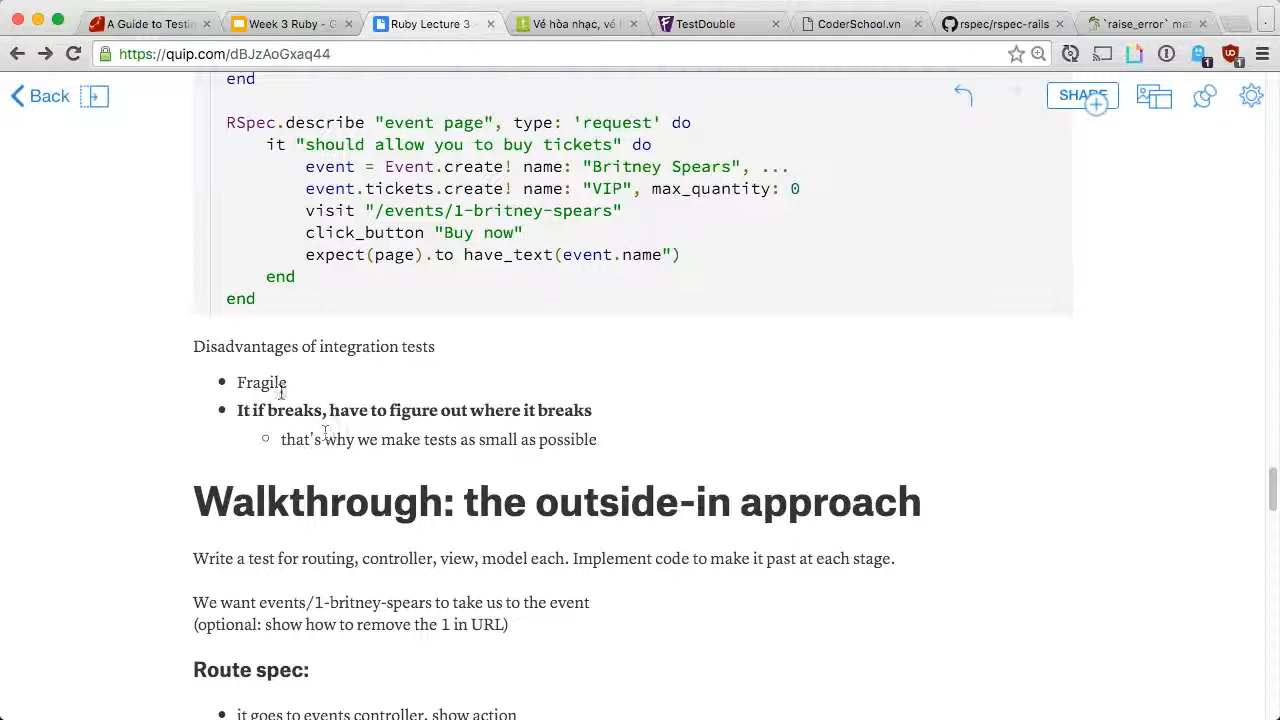 A Guide to Testin
Week 3 Ruby - G
Ruby Lecture 3
Vé hòa nhạc, vé
TestDouble
CoderSchool.vn
rspec/rspec-rails
`raise_error` mat
https://quip.com/dBJzAoGxaq44
1
1
Back
SHARE
end
RSpec.describe "event page", type: 'request' do
it "should allow you to buy tickets" do
event = Event.create! name: "Britney Spears", ...
event.tickets.create! name: "VIP", max_quantity: 0
visit "/events/1-britney-spears"
click_button "Buy now"
expect(page).to have_text(event.name")
end
end
Disadvantages of integration tests
Fragile
It if breaks, have to figure out where it breaks
that's why we make tests as small as possible
Walkthrough: the outside-in approach
Write a test for routing, controller, view, model each. Implement code to make it past at each stage.
We want events/1-britney-spears to take us to the event
(optional: show how to remove the 1 in URL)
Route spec:
it goes to events controller, show action